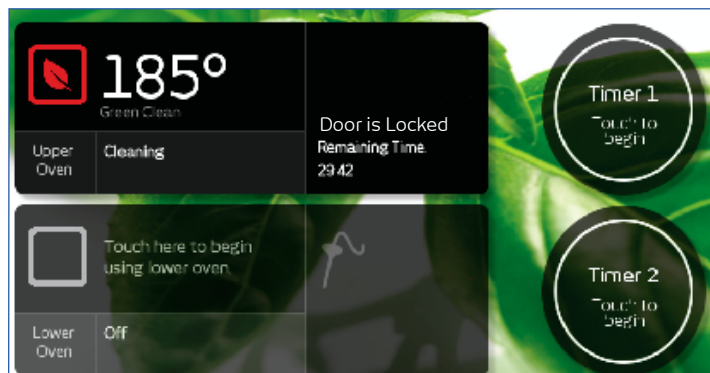 185°
Green Clean
Upper
Oven
Cleaning
Door is Locked
Remaining Time.
29:42
Timer 1
Touch to
begin
Touch here to begin
using lower oven.
Lower
Oven
Off
Timer 2
Touch to
begin